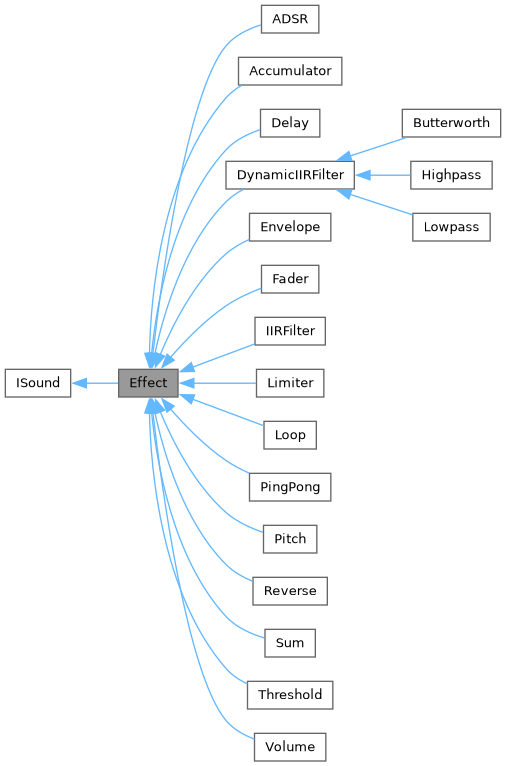 ADSR
Accumulator
Delay
Butterworth
DynamicIIRFilter
Highpass
Envelope
Lowpass
Fader
IIRFilter
ISound
Effect
Limiter
Loop
PingPong
Pitch
Reverse
Sum
Threshold
Volume